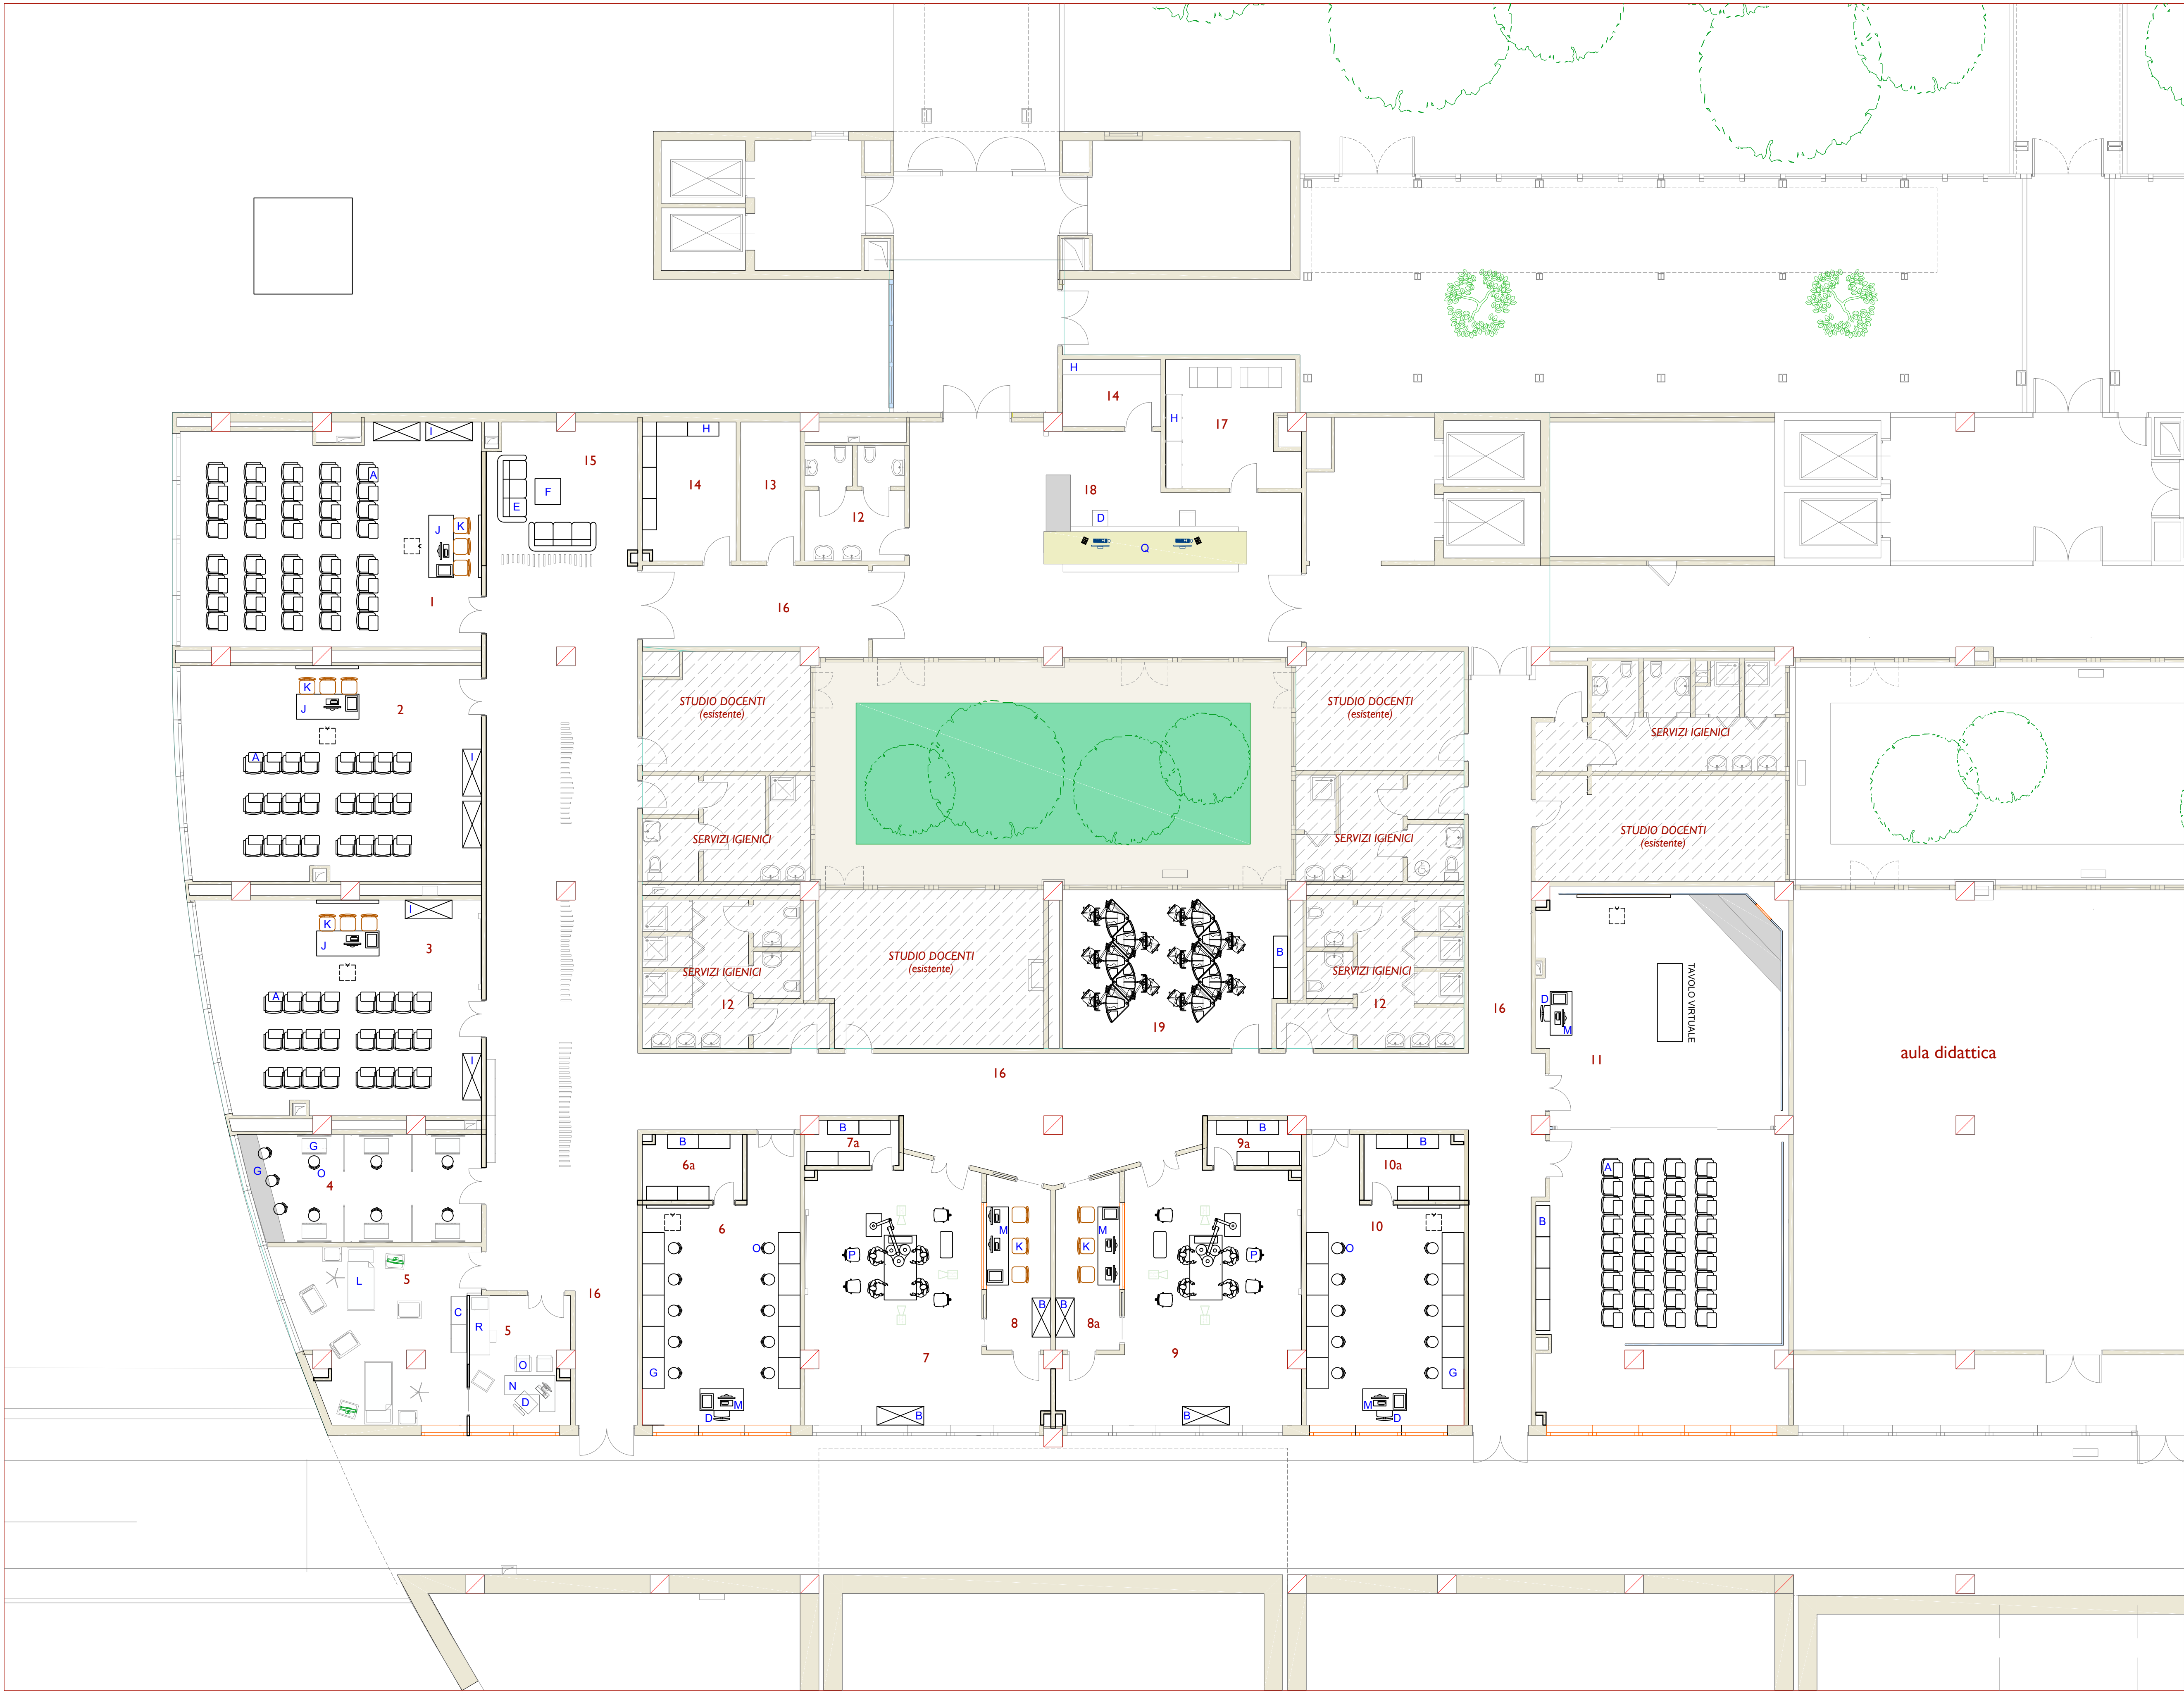 H
14
H
17
I
A
J
K
1
15
F
E
H
14
13
12
18
D
Q
16
K
J
2
A
I
STUDIO DOCENTI
(esistente)
STUDIO DOCENTI
(esistente)
SERVIZI IGIENICI
SERVIZI IGIENICI
SERVIZI IGIENICI
STUDIO DOCENTI
(esistente)
I
K
J
3
A
I
SERVIZI IGIENICI
12
STUDIO DOCENTI
(esistente)
19
B
SERVIZI IGIENICI
12
16
D
M
TAVOLO VIRTUALE
11
aula didattica
16
G
G
O
4
5
L
C
R
5
O
N
D
16
B
6a
6
O
G
M
D
B
7a
P
M
K
B
8
7
B
B
9a
M
K
B
8a
P
9
B
B
10a
10
O
G
M
D
A
B